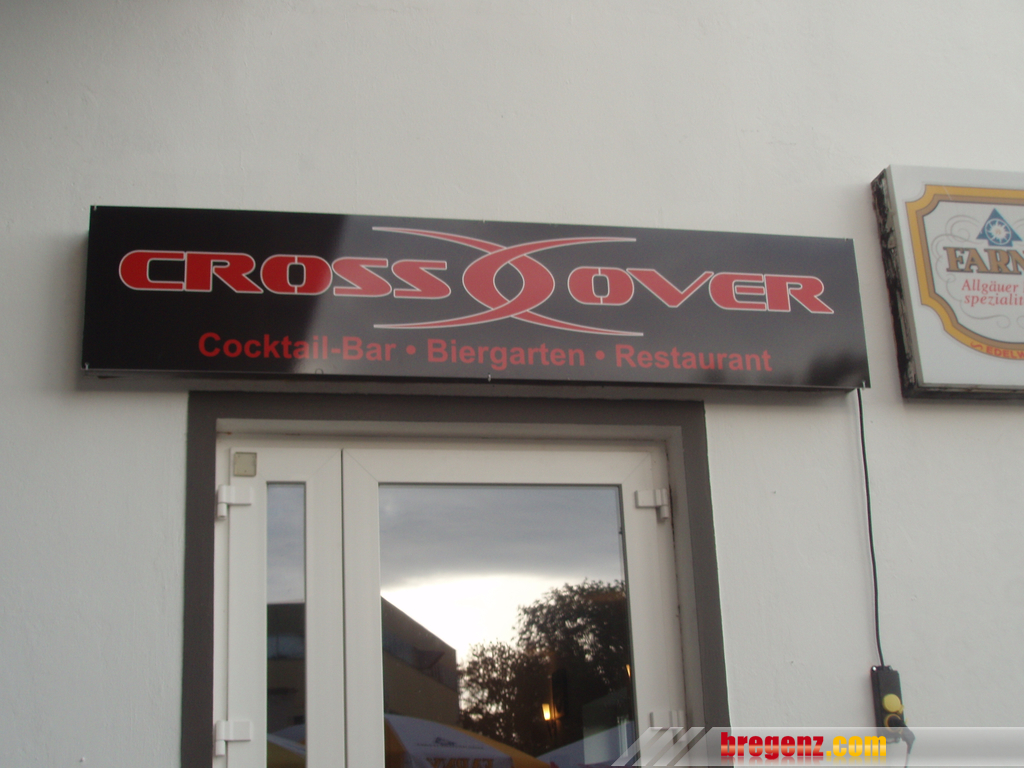 CROSS OVER
Cocktail-Bar • Biergarten • Restaurant
Allgäuer
bregenz.com